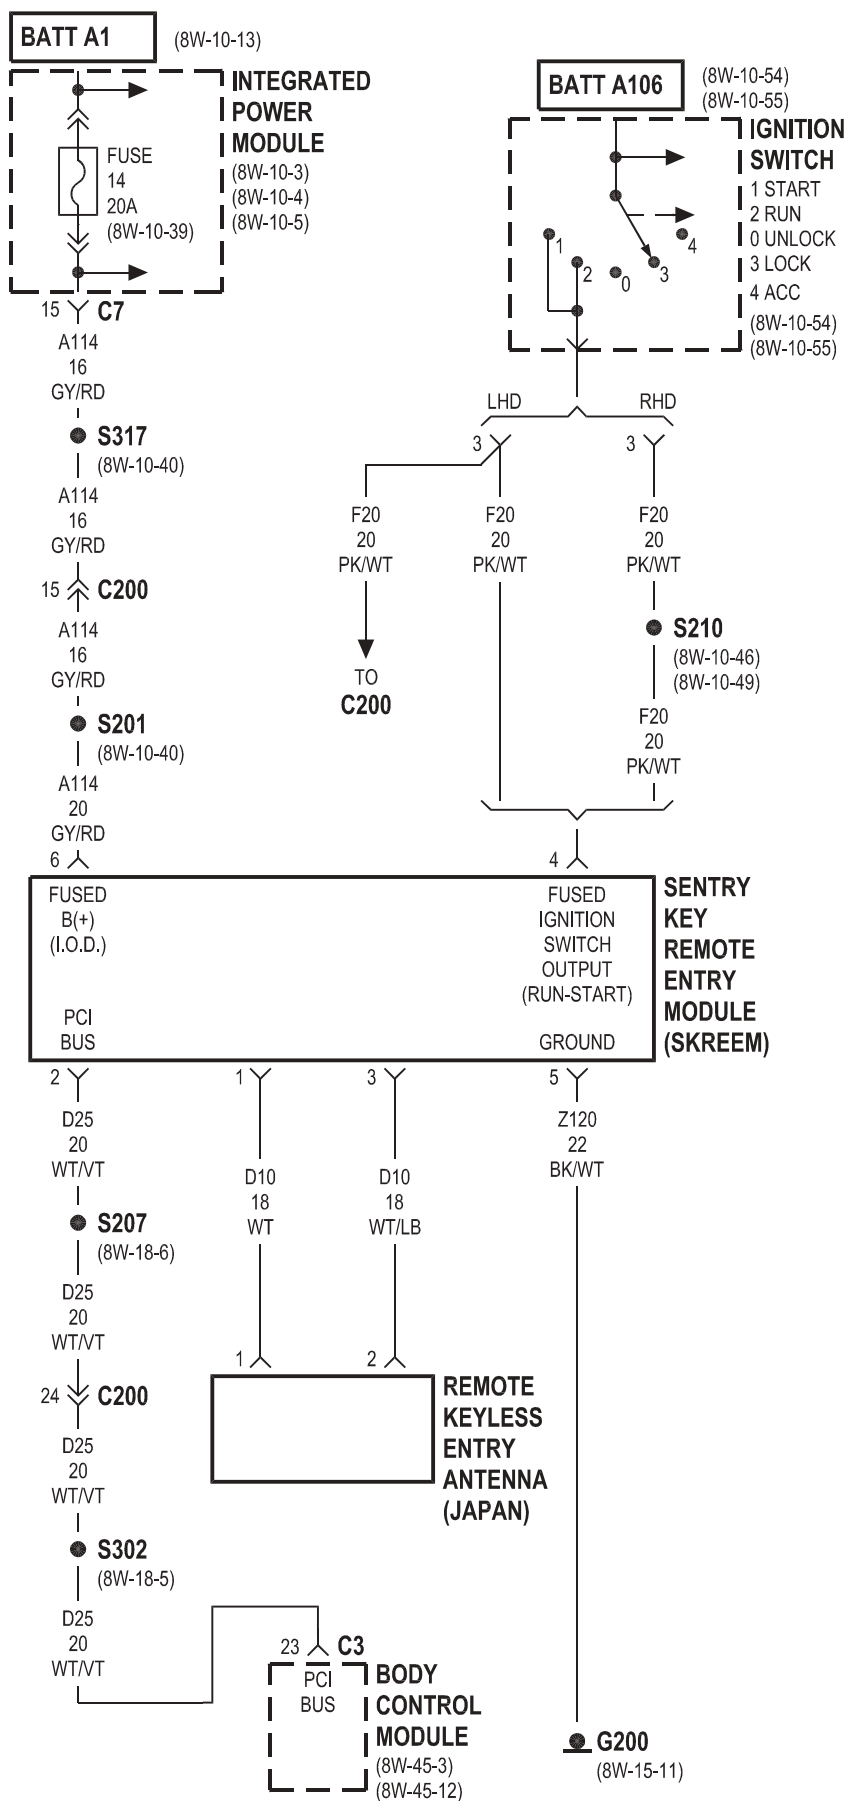 BATT A1
(8W-10-13)
INTEGRATED
POWER
MODULE
(8W-10-3)
(8W-10-4)
(8W-10-5)
FUSE
14
20A
(8W-10-39)
BATT A106
(8W-10-54)
(8W-10-55)
IGNITION
SWITCH
1 START
2 RUN
0 UNLOCK
3 LOCK
4 ACC
(8W-10-54)
(8W-10-55)
1
2
0
3
4
15
C7
A114
16
GY/RD
S317
(8W-10-40)
A114
16
GY/RD
15
C200
A114
16
GY/RD
S201
(8W-10-40)
A114
20
GY/RD
6
LHD
RHD
3
3
F20
20
PK/WT
F20
20
PK/WT
F20
20
PK/WT
TO
C200
S210
(8W-10-46)
(8W-10-49)
F20
20
PK/WT
4
FUSED
B(+)
(I.O.D.)
FUSED
IGNITION
SWITCH
OUTPUT
(RUN-START)
PCI
BUS
GROUND
SENTRY
KEY
REMOTE
ENTRY
MODULE
(SKREEM)
2
1
3
5
D25
20
WT/VT
D10
18
WT
D10
18
WT/LB
Z120
22
BK/WT
S207
(8W-18-6)
D25
20
WT/VT
1
2
24
C200
REMOTE
KEYLESS
ENTRY
ANTENNA
(JAPAN)
D25
20
WT/VT
S302
(8W-18-5)
D25
20
WT/VT
23
C3
PCI
BUS
BODY
CONTROL
MODULE
(8W-45-3)
(8W-45-12)
G200
(8W-15-11)